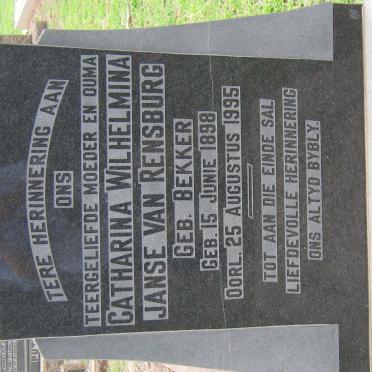 TERE HERINNERING AAN
ONS
TEERGELIEFDE MOEDER EN OUMA
CATHARINA WILHELMINA
JANSE VAN RENSBURG
GEB. BEKKER
GEB. 15 JUNIE 1898
OORL. 25 AUGUSTUS 1995
TOT AAN DIE EINDE SAL
LIEFDEVOLLE HERINNERING
ONS ALTYD BYBLY.